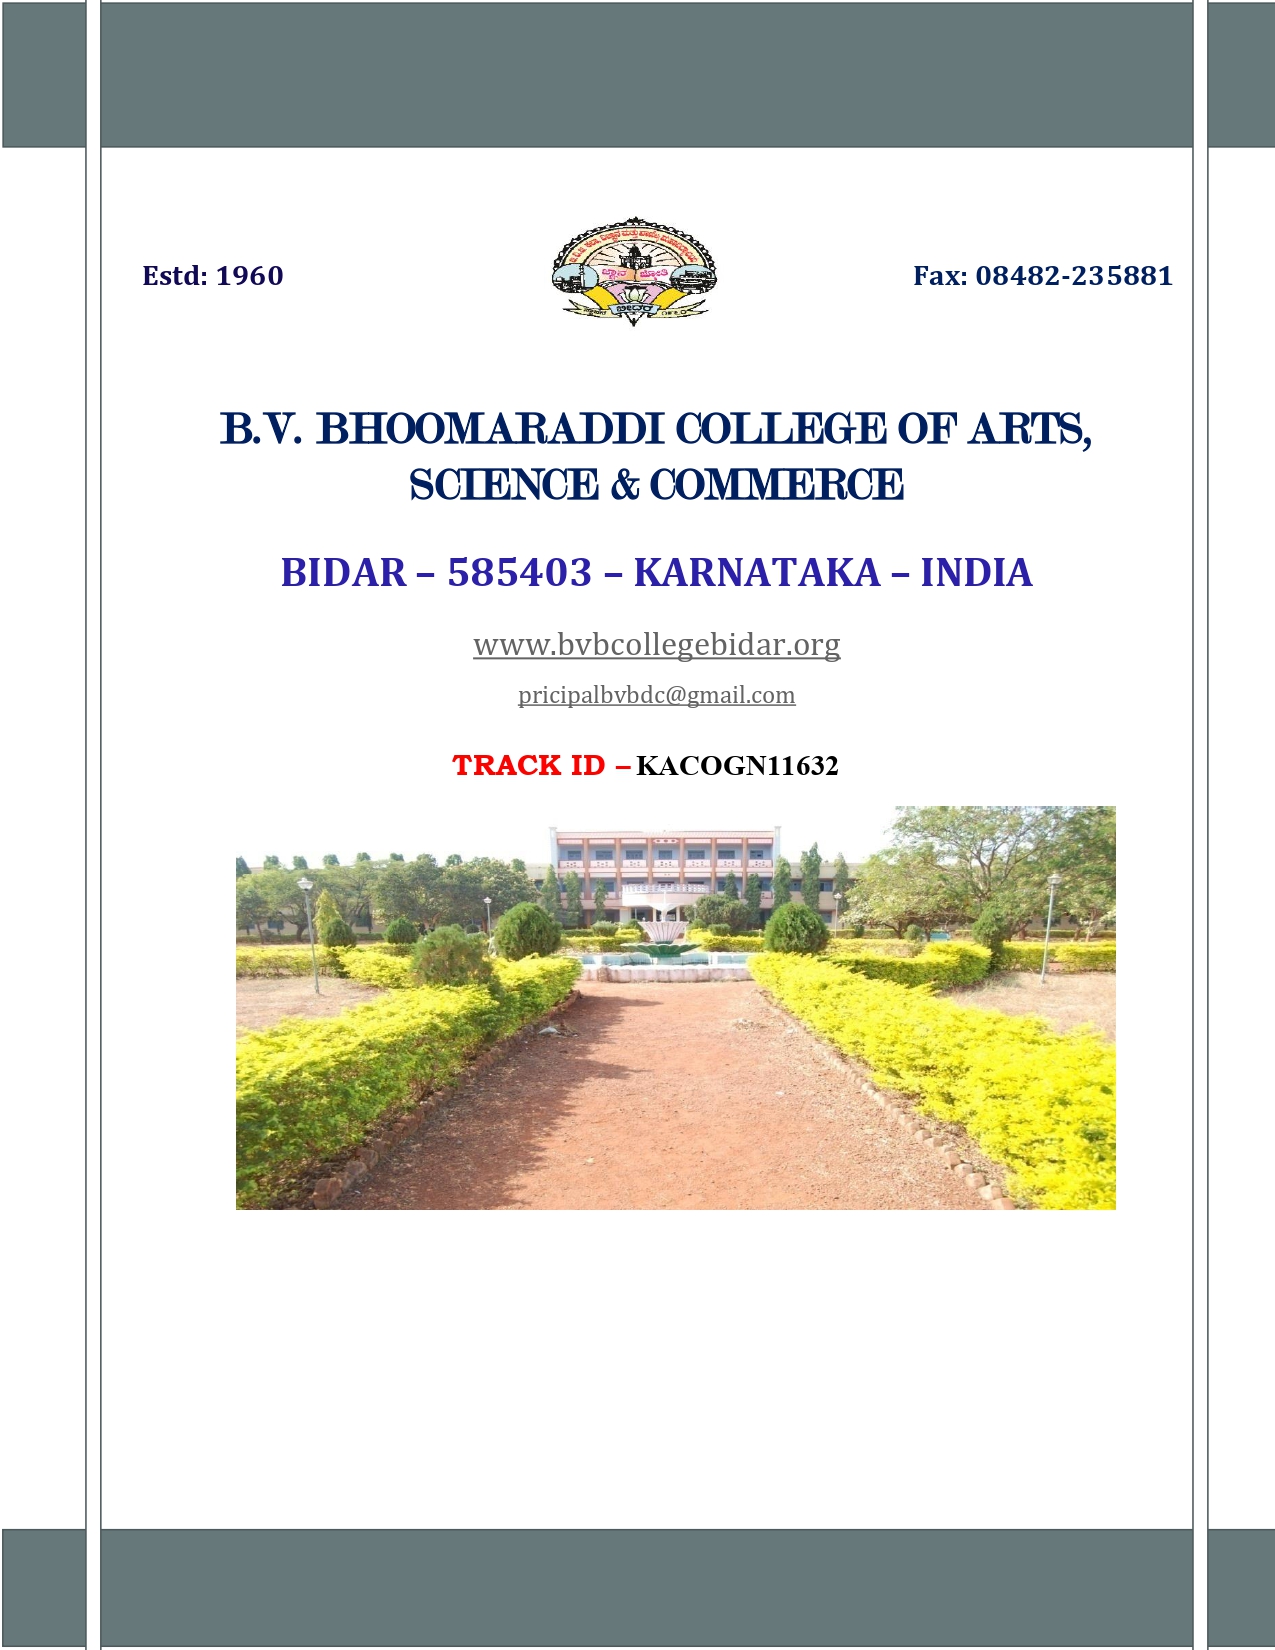 Estd: 1960
ಜ್ಞಾನ ಜ್ಯೋತಿ
ಬೀದರ
Fax: 08482-235881
B.V. BHOOMARADDI COLLEGE OF ARTS,
SCIENCE & COMMERCE
BIDAR – 585403 – KARNATAKA – INDIA
www.bvbcollegebidar.org
pricipalbvbdc@gmail.com
TRACK ID – KACOGN11632